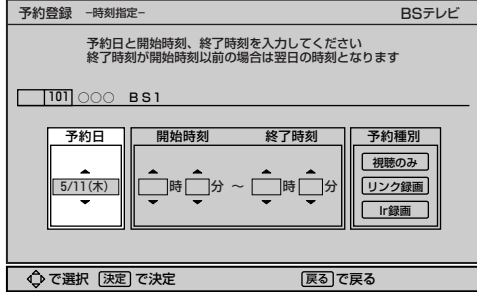 予約登録 −時刻指定− BSテレビ
予約日と開始時刻、終了時刻を入力してください
終了時刻が開始時刻以前の場合は翌日の時刻となります
101 ○○○ BS1
予約日 開始時刻 終了時刻 予約種別
視聴のみ
5/11(木) 時 分 ～ 時 分 リンク録画
Ir録画
で選択 決定 で決定 戻る で戻る